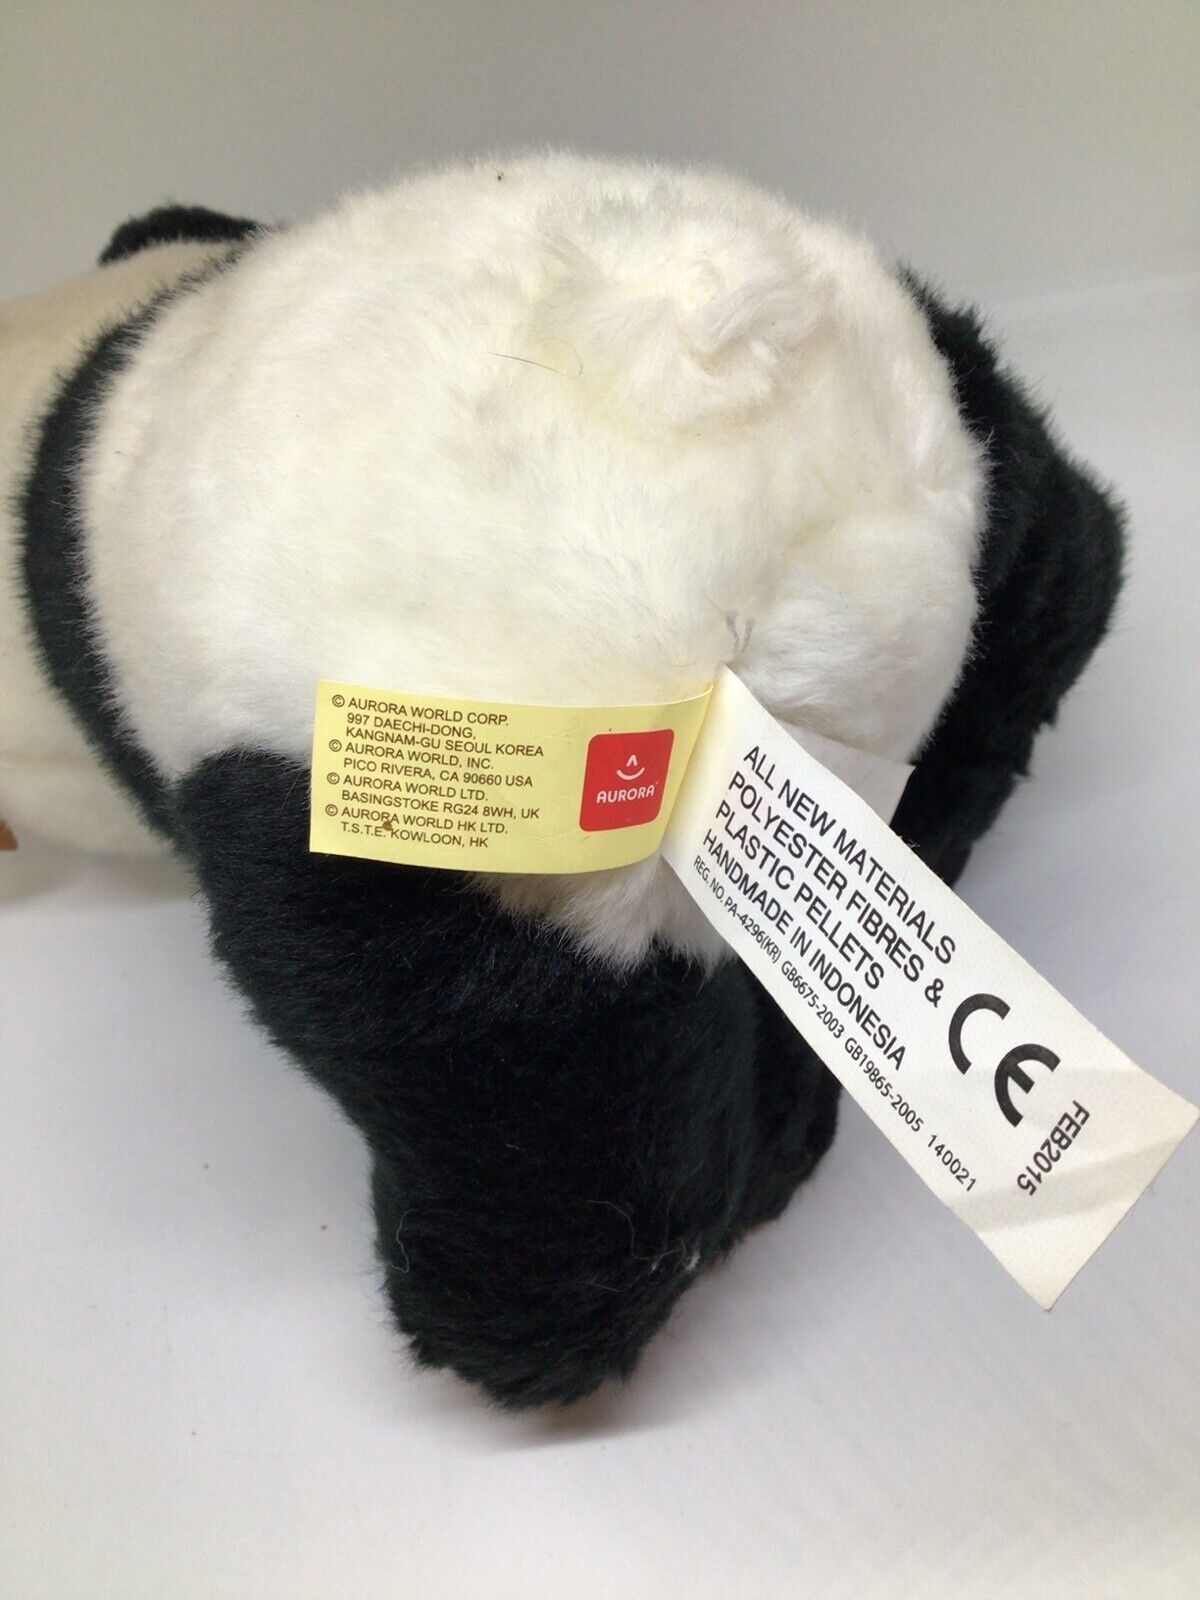 © AURORA WORLD CORP.
997 DAECHI-DONG,
KANGNAM-GU SEOUL KOREA
© AURORA WORLD, INC.
PICO RIVERA, CA 90660 USA
© AURORA WORLD LTD.
BASINGSTOKE RG24 8WH, UK
© AURORA WORLD HK LTD.
T.S.T.E. KOWLOON, HK
AURORA
ALL NEW MATERIALS
POLYESTER FIBRES &
PLASTIC PELLETS
HANDMADE IN INDONESIA
REG. NO. PA-4296(KR) GB6675-2003 GB19865-2005 140021
CE
FEB2015